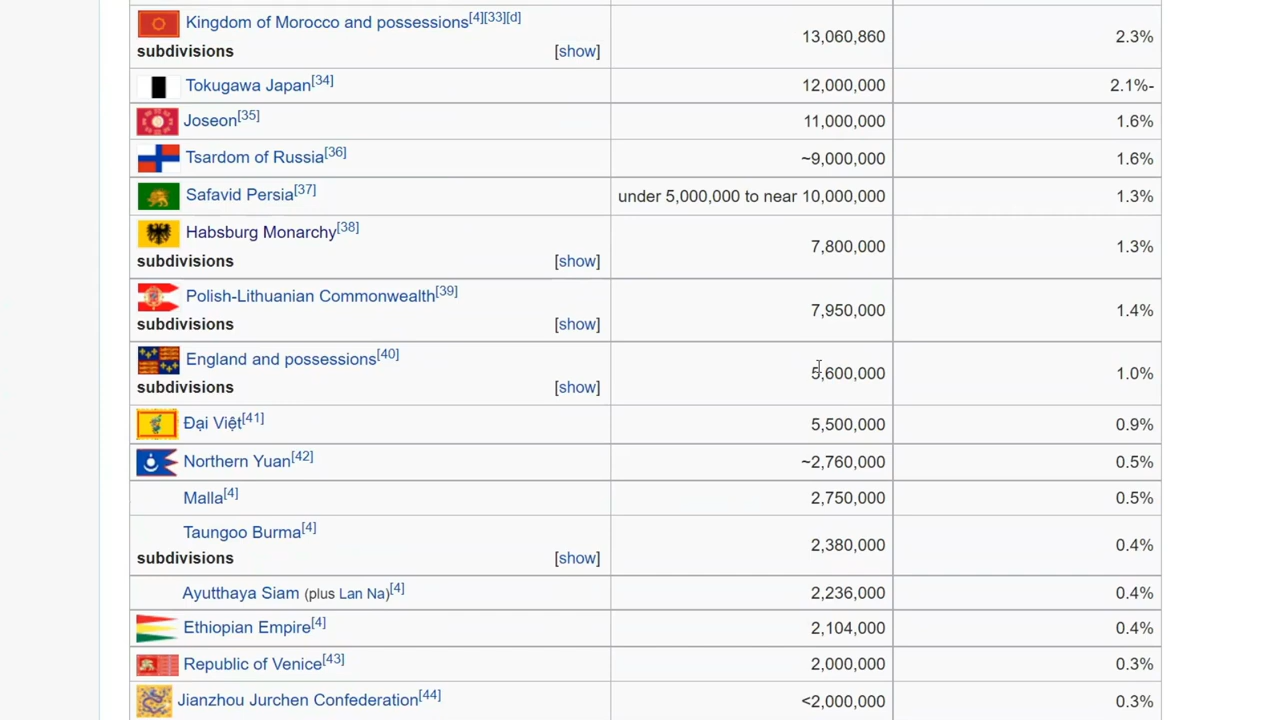 Kingdom of Morocco and possessions[4][33][d]
subdivisions [show] 13,060,860 2.3%
Tokugawa Japan[34] 12,000,000 2.1%-
Joseon[35] 11,000,000 1.6%
Tsardom of Russia[36] ~9,000,000 1.6%
Safavid Persia[37] under 5,000,000 to near 10,000,000 1.3%
Habsburg Monarchy[38]
subdivisions [show] 7,800,000 1.3%
Polish-Lithuanian Commonwealth[39]
subdivisions [show] 7,950,000 1.4%
England and possessions[40]
subdivisions [show] 5,600,000 1.0%
Đại Việt[41] 5,500,000 0.9%
Northern Yuan[42] ~2,760,000 0.5%
Malla[4] 2,750,000 0.5%
Taungoo Burma[4]
subdivisions [show] 2,380,000 0.4%
Ayutthaya Siam (plus Lan Na)[4] 2,236,000 0.4%
Ethiopian Empire[4] 2,104,000 0.4%
Republic of Venice[43] 2,000,000 0.3%
Jianzhou Jurchen Confederation[44] <2,000,000 0.3%